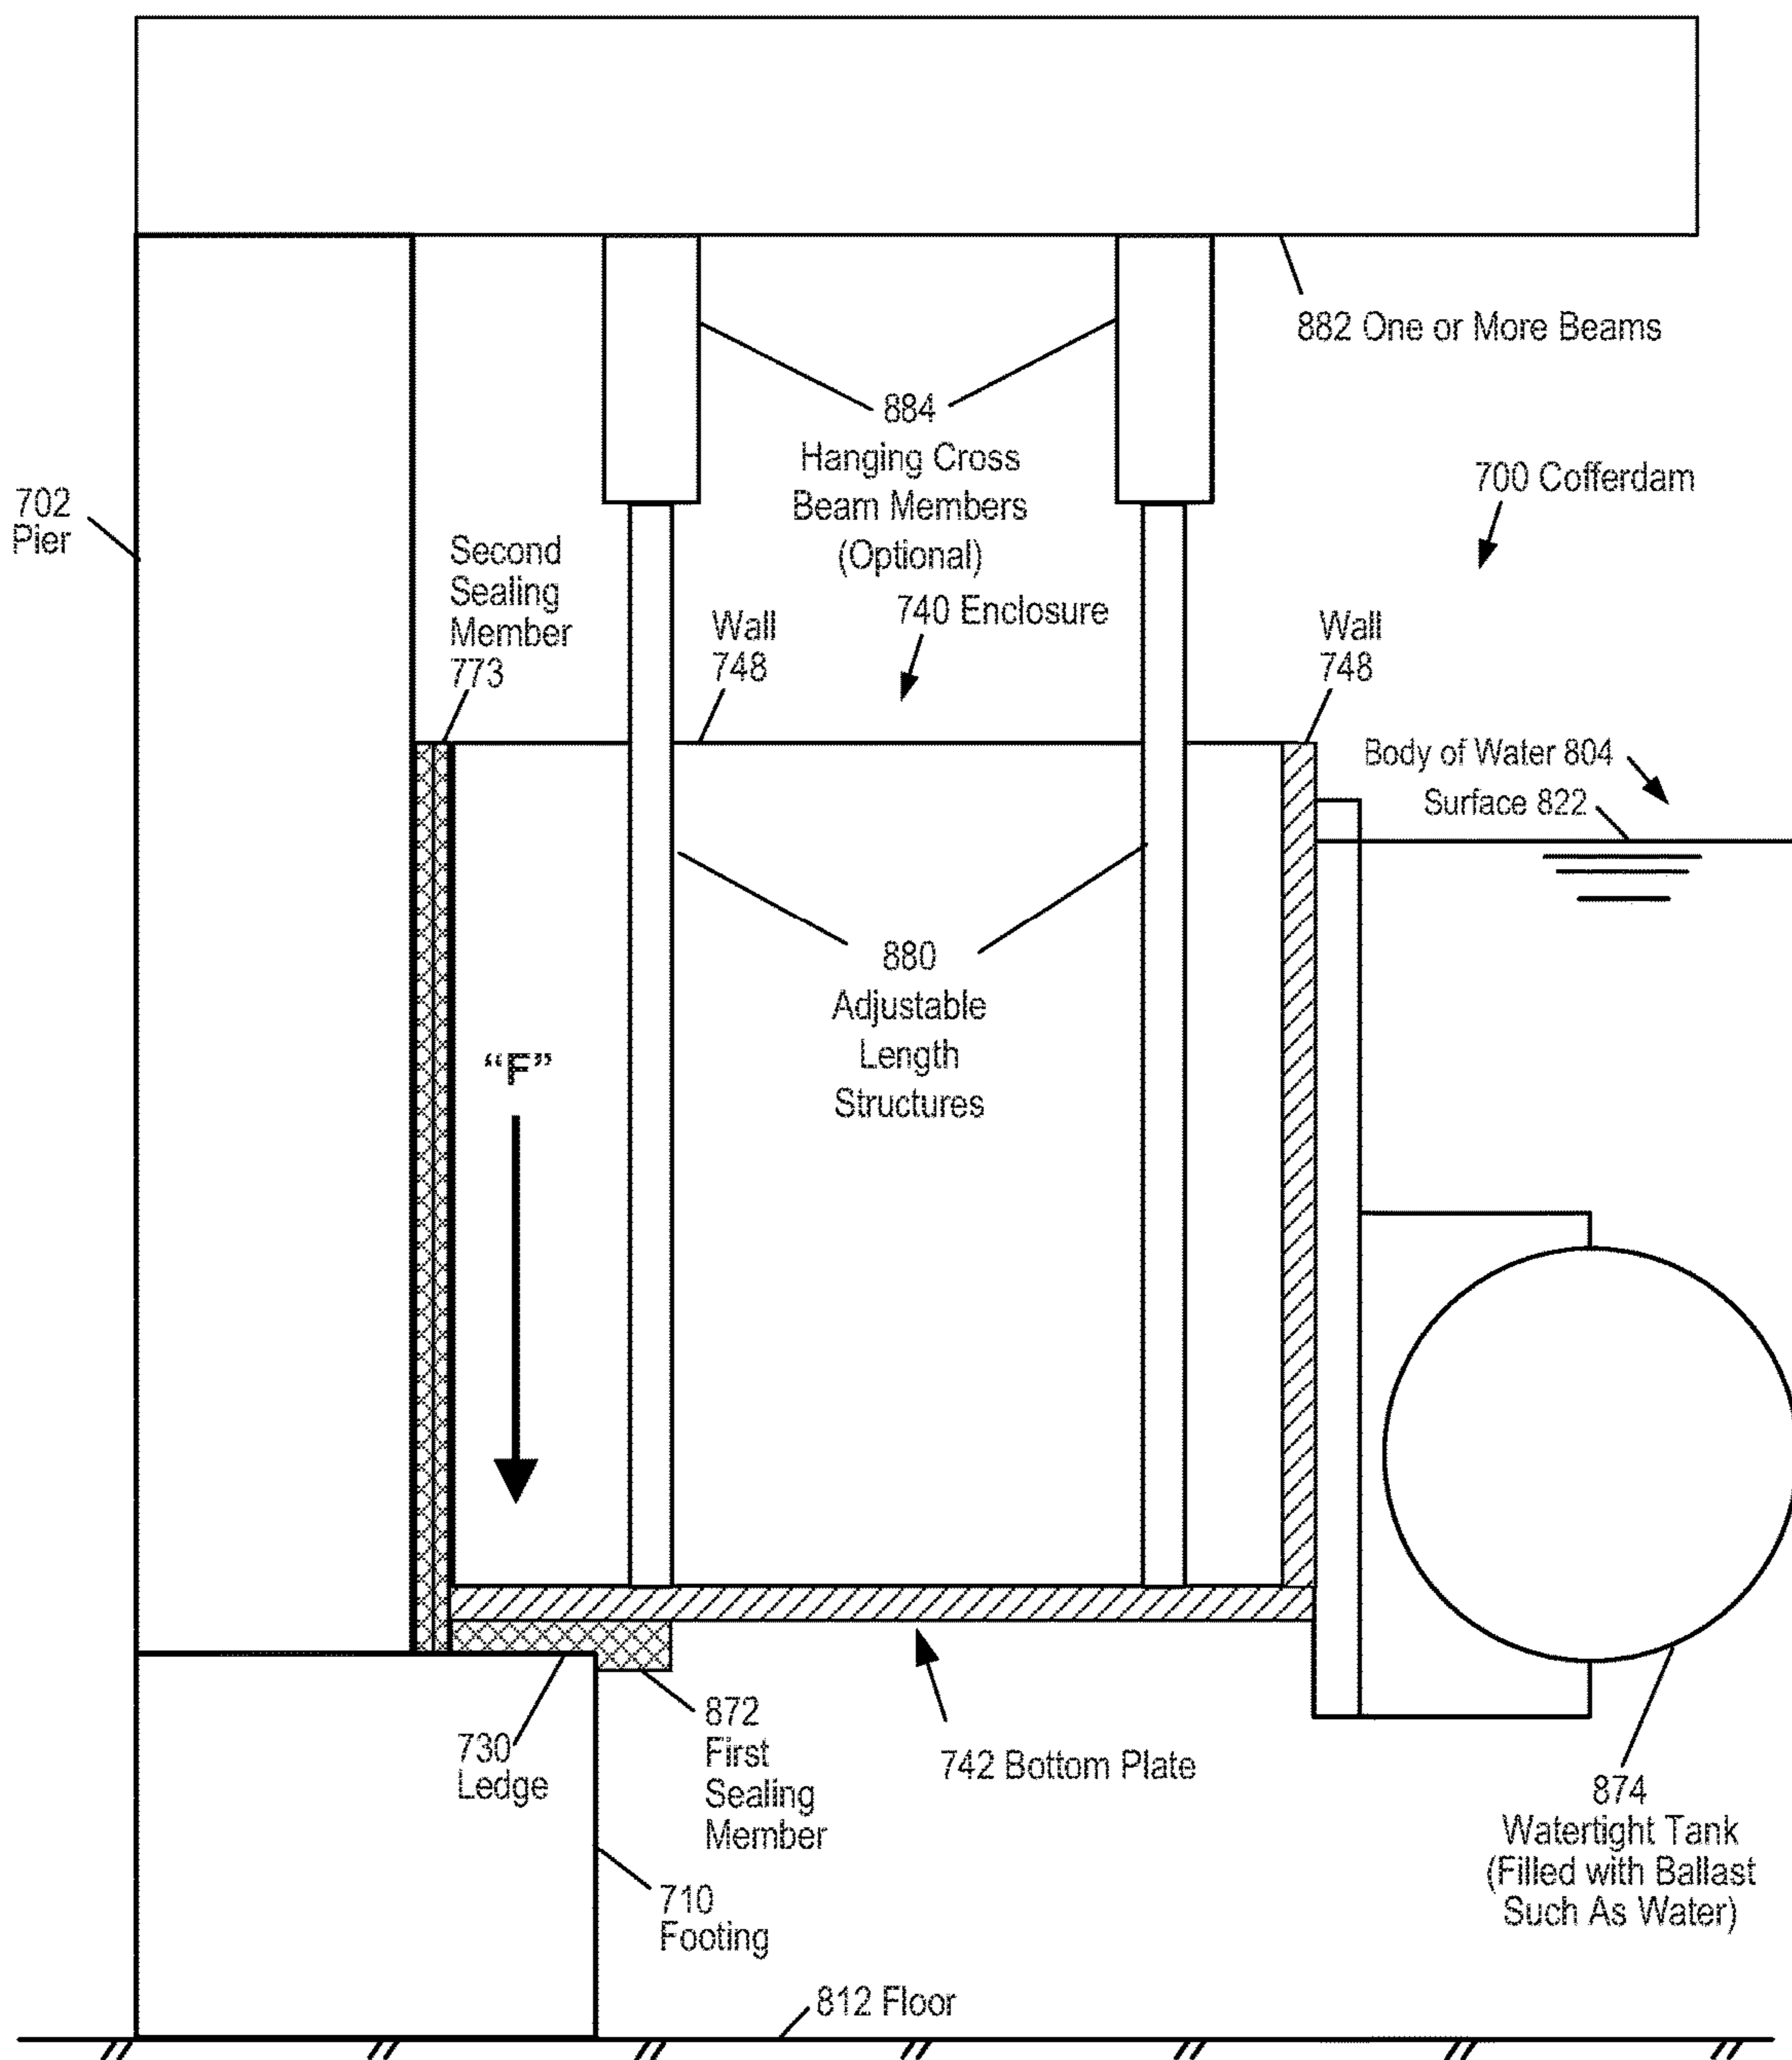 882 One or More Beams
884
Hanging Cross
Beam Members
(Optional)
700 Cofferdam
702
Pier
Second
Sealing
Member
773
Wall
748
740 Enclosure
Wall
748
Body of Water 804
Surface 822
880
Adjustable
Length
Structures
“F”
730
Ledge
872
First
Sealing
Member
742 Bottom Plate
874
Watertight Tank
(Filled with Ballast
Such As Water)
710
Footing
812 Floor